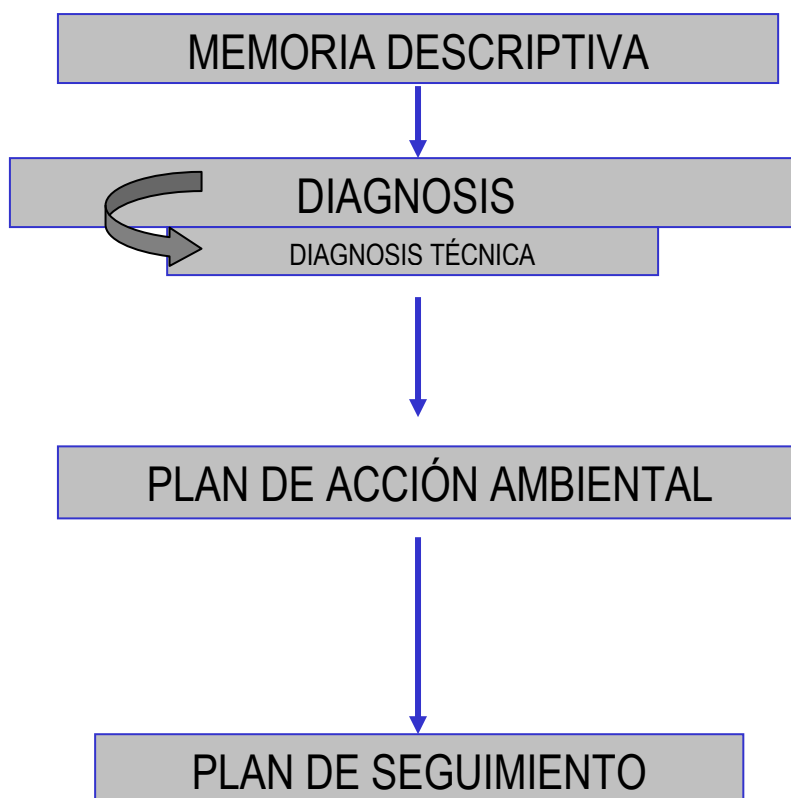 MEMORIA DESCRIPTIVA
DIAGNOSIS
DIAGNOSIS TÉCNICA
PLAN DE ACCIÓN AMBIENTAL
PLAN DE SEGUIMIENTO